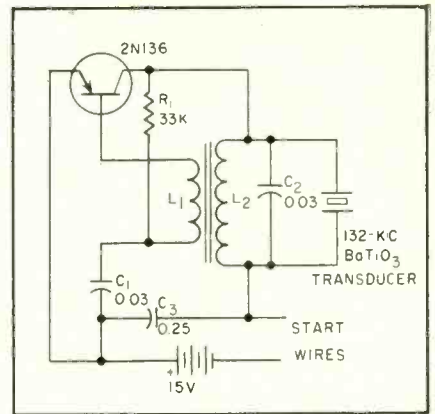 2N136
R1
33K
L1
L2
C2
0.03
132-KC
BaTiO3
TRANSDUCER
C1
0.03
C3
0.25
START
WIRES
+
15V